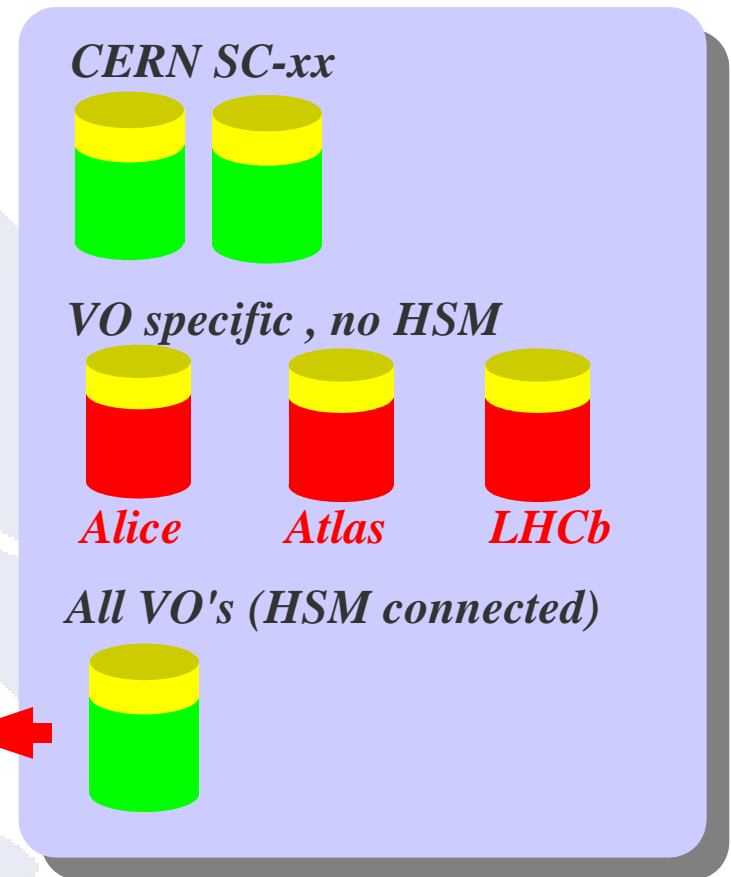 CERN SC-xx
VO specific , no HSM
Alice Atlas LHCb
All VO's (HSM connected)